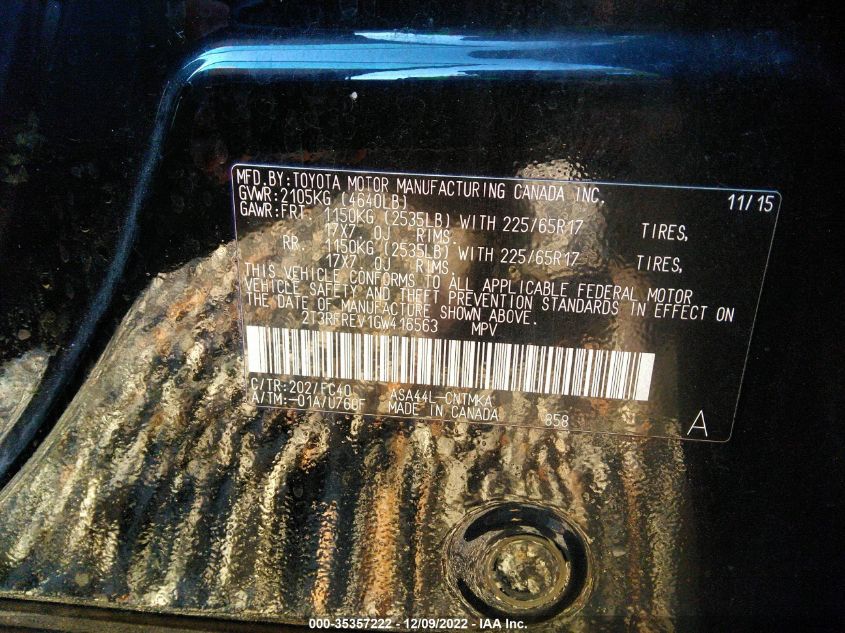 MFD.BY:TOYOTA MOTOR MANUFACTURING CANADA INC. 11/15
GVWR:2105KG (4640LB)
GAWR:FRT 1150KG (2535LB) WITH 225/65R17 TIRES,
17X7.0J RIMS.
RR. 1150KG (2535LB) WITH 225/65R17 TIRES,
17X7.0J RIMS.
THIS VEHICLE CONFORMS TO ALL APPLICABLE FEDERAL MOTOR
VEHICLE SAFETY AND THEFT PREVENTION STANDARDS IN EFFECT ON
THE DATE OF MANUFACTURE SHOWN ABOVE.
2T3RFREV1GW416563 MPV
C/TR:202/FC40 ASA44L-CNTMKA
A/TM:-01A/U760F MADE IN CANADA 858
A
000-35357222 - 12/09/2022 - IAA Inc.